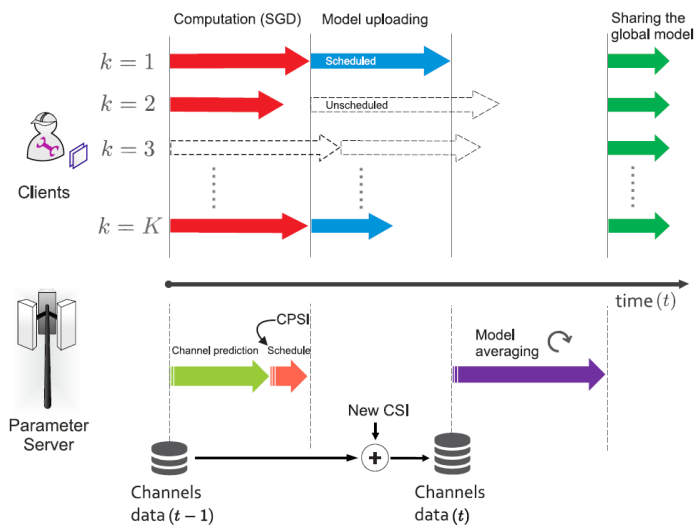 Computation (SGD)
Model uploading
Sharing the
global model
k = 1
Scheduled
k = 2
Unscheduled
k = 3
Clients
k = K
time (t)
CPSI
Channel prediction
Schedule
Model
averaging
Parameter
Server
New CSI
+
Channels
data (t − 1)
Channels
data (t)